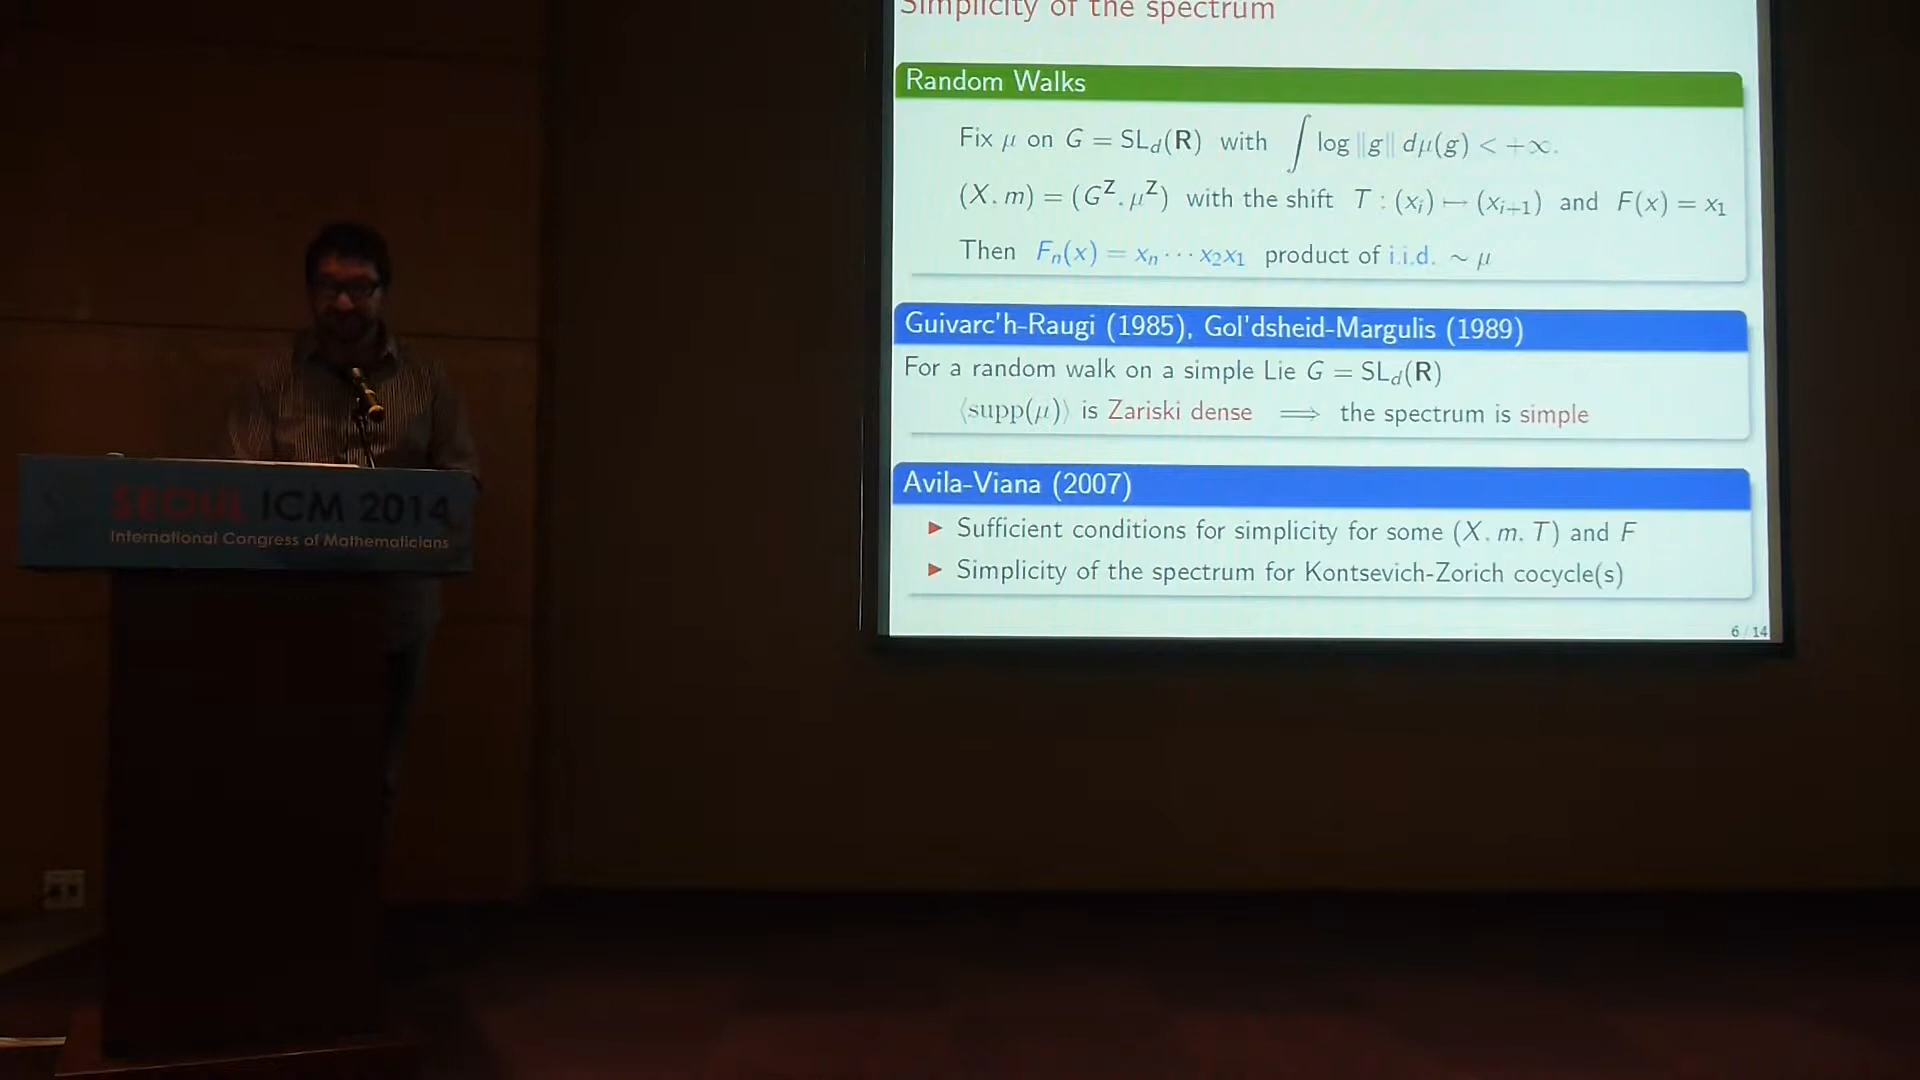 Simplicity of the spectrum
Random Walks
Fix μ on G = SL_d(R) with ∫ log ‖g‖ dμ(g) < +∞.
(X, m) = (G^Z, μ^Z) with the shift T : (x_i) ↦ (x_{i+1}) and F(x) = x_1
Then F_n(x) = x_n ··· x_2x_1 product of i.i.d. ~ μ
Guivarc'h-Raugi (1985), Gol'dsheid-Margulis (1989)
For a random walk on a simple Lie G = SL_d(R)
⟨supp(μ)⟩ is Zariski dense ⟹ the spectrum is simple
Avila-Viana (2007)
► Sufficient conditions for simplicity for some (X, m, T) and F
► Simplicity of the spectrum for Kontsevich-Zorich cocycle(s)
6 / 14
SEOUL ICM 2014
International Congress of Mathematicians